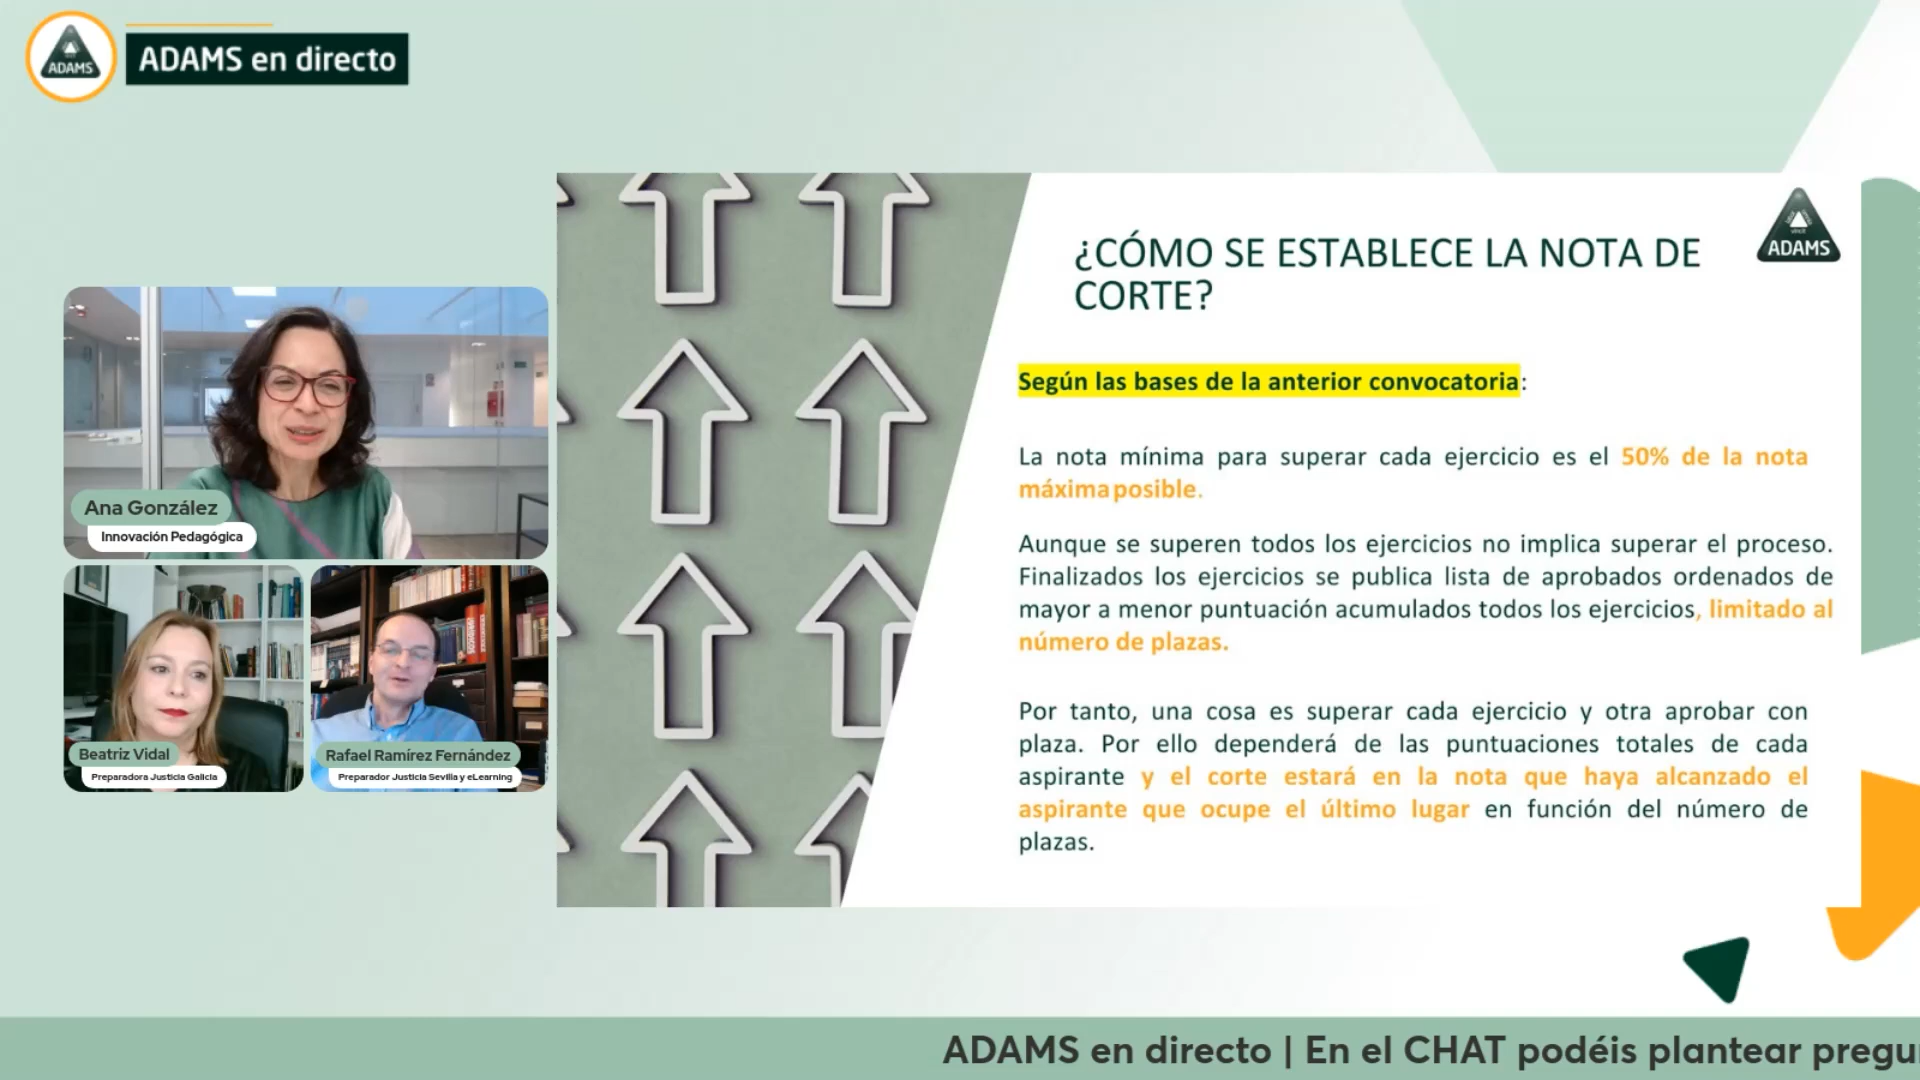 ADAMS
ADAMS en directo
ADAMS
¿CÓMO SE ESTABLECE LA NOTA DE
CORTE?
Según las bases de la anterior convocatoria:
La nota mínima para superar cada ejercicio es el 50% de la nota
máxima posible.
Aunque se superen todos los ejercicios no implica superar el proceso.
Finalizados los ejercicios se publica lista de aprobados ordenados de
mayor a menor puntuación acumulados todos los ejercicios, limitado al
número de plazas.
Por tanto, una cosa es superar cada ejercicio y otra aprobar con
plaza. Por ello dependerá de las puntuaciones totales de cada
aspirante y el corte estará en la nota que haya alcanzado el
aspirante que ocupe el último lugar en función del número de
plazas.
Ana González
Innovación Pedagógica
Beatriz Vidal
Preparadora Justicia Galicia
Rafael Ramírez Fernández
Preparador Justicia Sevilla y eLearning
ADAMS en directo | En el CHAT podéis plantear pregu